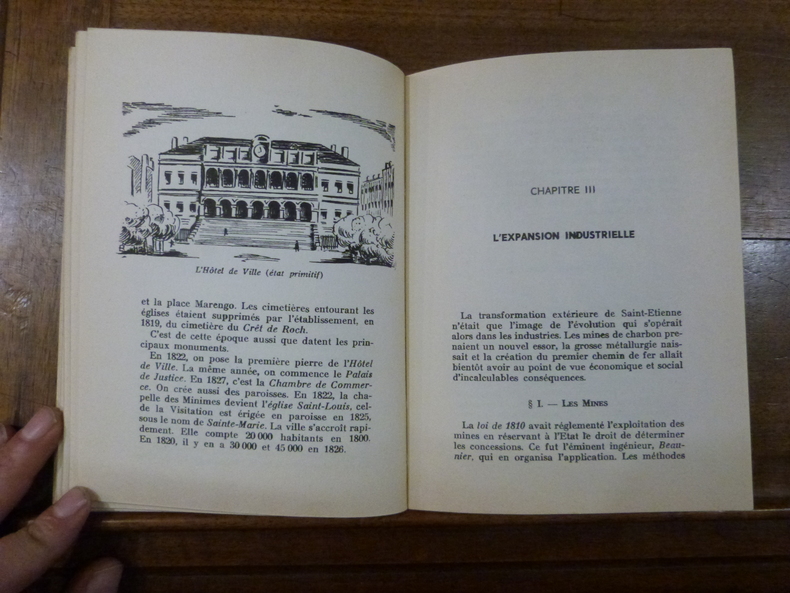 L'Hôtel de Ville (état primitif)
et la place Marengo. Les cimetières entourant les
églises étaient supprimés par l'établissement, en
1819, du cimetière du Crêt de Roch.
C'est de cette époque aussi que datent les prin-
cipaux monuments.
En 1822, on pose la première pierre de l'Hôtel
de Ville. La même année, on commence le Palais
de Justice. En 1827, c'est la Chambre de Commer-
ce. On crée aussi des paroisses. En 1822, la cha-
pelle des Minimes devient l'église Saint-Louis, cel-
de la Visitation est érigée en paroisse en 1825,
sous le nom de Sainte-Marie. La ville s'accroît rapi-
dement. Elle compte 20 000 habitants en 1800.
En 1820, il y en a 30 000 et 45 000 en 1826.
CHAPITRE III
L'EXPANSION INDUSTRIELLE
La transformation extérieure de Saint-Etienne
n'était que l'image de l'évolution qui s'opérait
alors dans les industries. Les mines de charbon pre-
naient un nouvel essor, la grosse métallurgie nais-
sait et la création du premier chemin de fer allait
bientôt avoir au point de vue économique et social
d'incalculables conséquences.
§ I. — LES MINES
La loi de 1810 avait réglementé l'exploitation des
mines en réservant à l'Etat le droit de déterminer
les concessions. Ce fut l'éminent ingénieur, Beau-
nier, qui en organisa l'application. Les méthodes